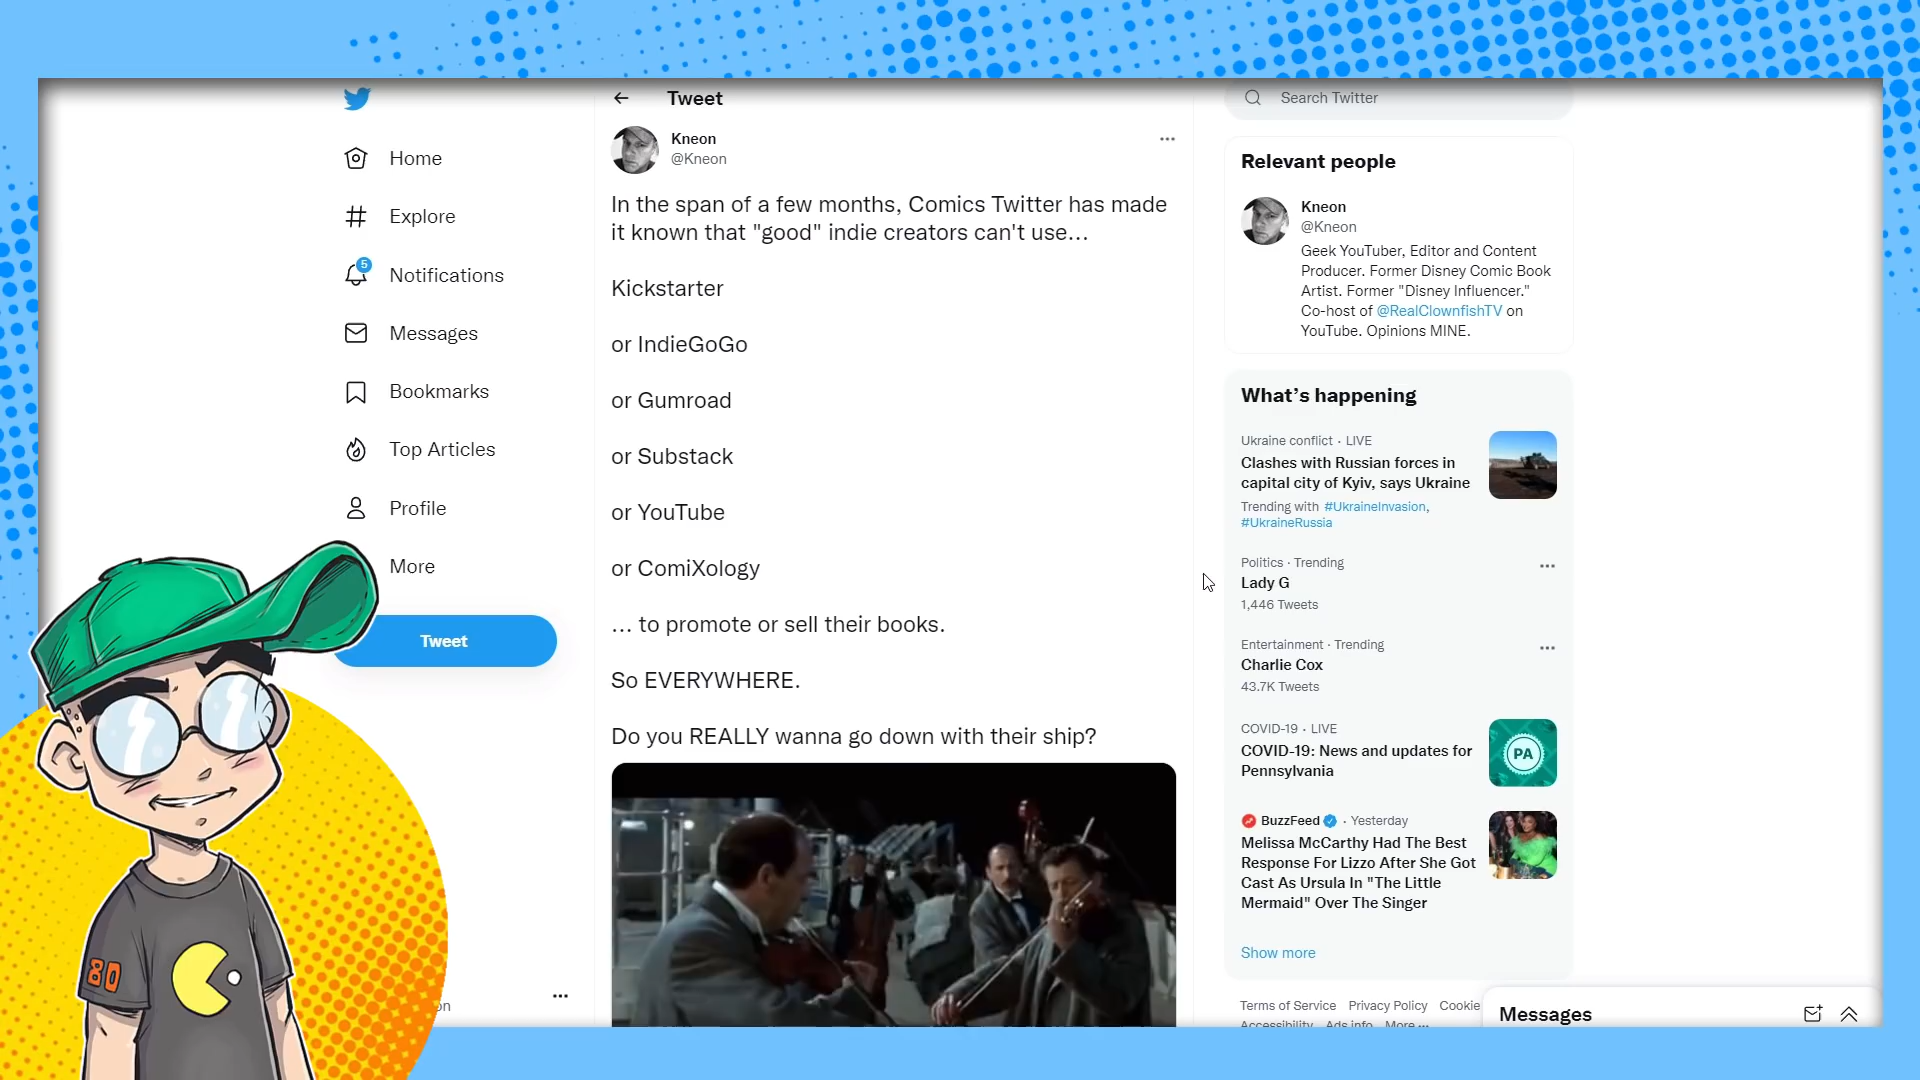 Home
Explore
5
Notifications
Messages
Bookmarks
Top Articles
Profile
More
Tweet
Tweet
Kneon
@Kneon
In the span of a few months, Comics Twitter has made
it known that "good" indie creators can't use...
Kickstarter
or IndieGoGo
or Gumroad
or Substack
or YouTube
or ComiXology
... to promote or sell their books.
So EVERYWHERE.
Do you REALLY wanna go down with their ship?
Search Twitter
Relevant people
Kneon
@Kneon
Geek YouTuber, Editor and Content
Producer. Former Disney Comic Book
Artist. Former "Disney Influencer."
Co-host of @RealClownfishTV on
YouTube. Opinions MINE.
What's happening
Ukraine conflict · LIVE
Clashes with Russian forces in
capital city of Kyiv, says Ukraine
Trending with #UkraineInvasion,
#UkraineRussia
Politics · Trending
Lady G
1,446 Tweets
Entertainment · Trending
Charlie Cox
43.7K Tweets
COVID-19 · LIVE
COVID-19: News and updates for
Pennsylvania
PA
BuzzFeed · Yesterday
Melissa McCarthy Had The Best
Response For Lizzo After She Got
Cast As Ursula In "The Little
Mermaid" Over The Singer
Show more
Terms of Service Privacy Policy Cookie
Accessibility Ads info More ...
Messages
80